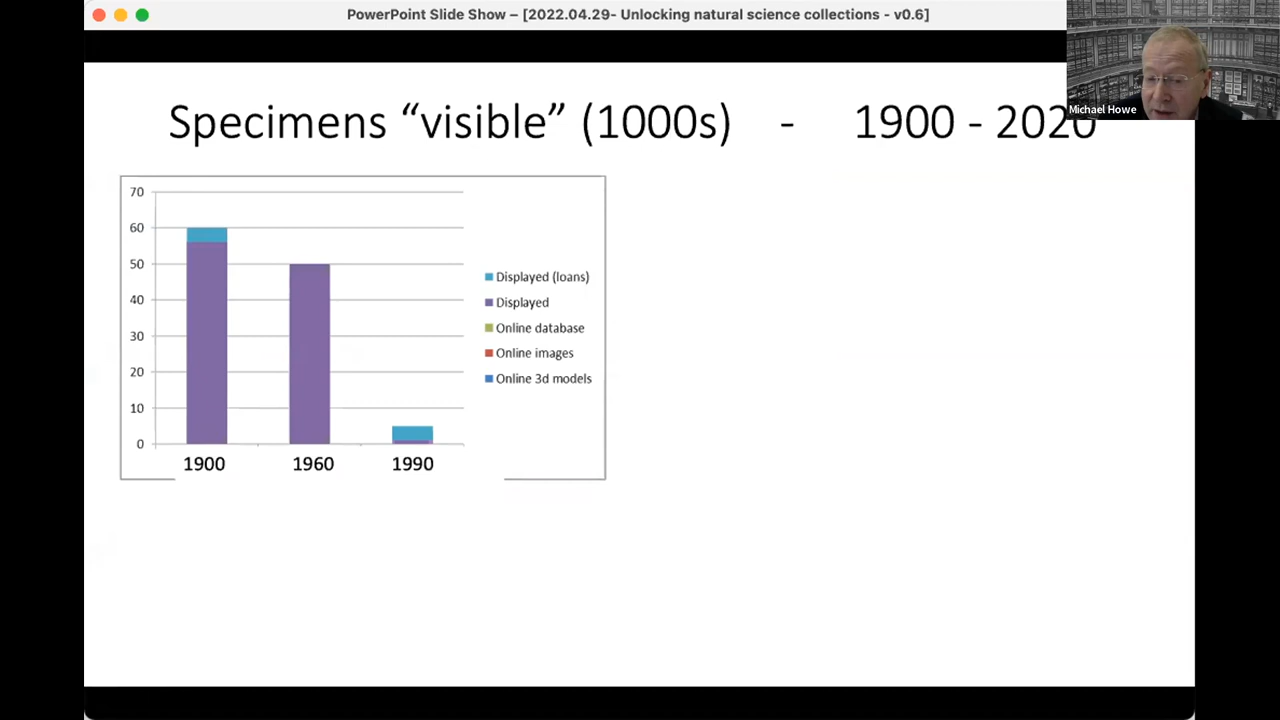 PowerPoint Slide Show – [2022.04.29- Unlocking natural science collections - v0.6]
Michael Howe
Specimens “visible” (1000s) - 1900 - 2020
70
60
50
40
30
20
10
0
1900 1960 1990
Displayed (loans)
Displayed
Online database
Online images
Online 3d models